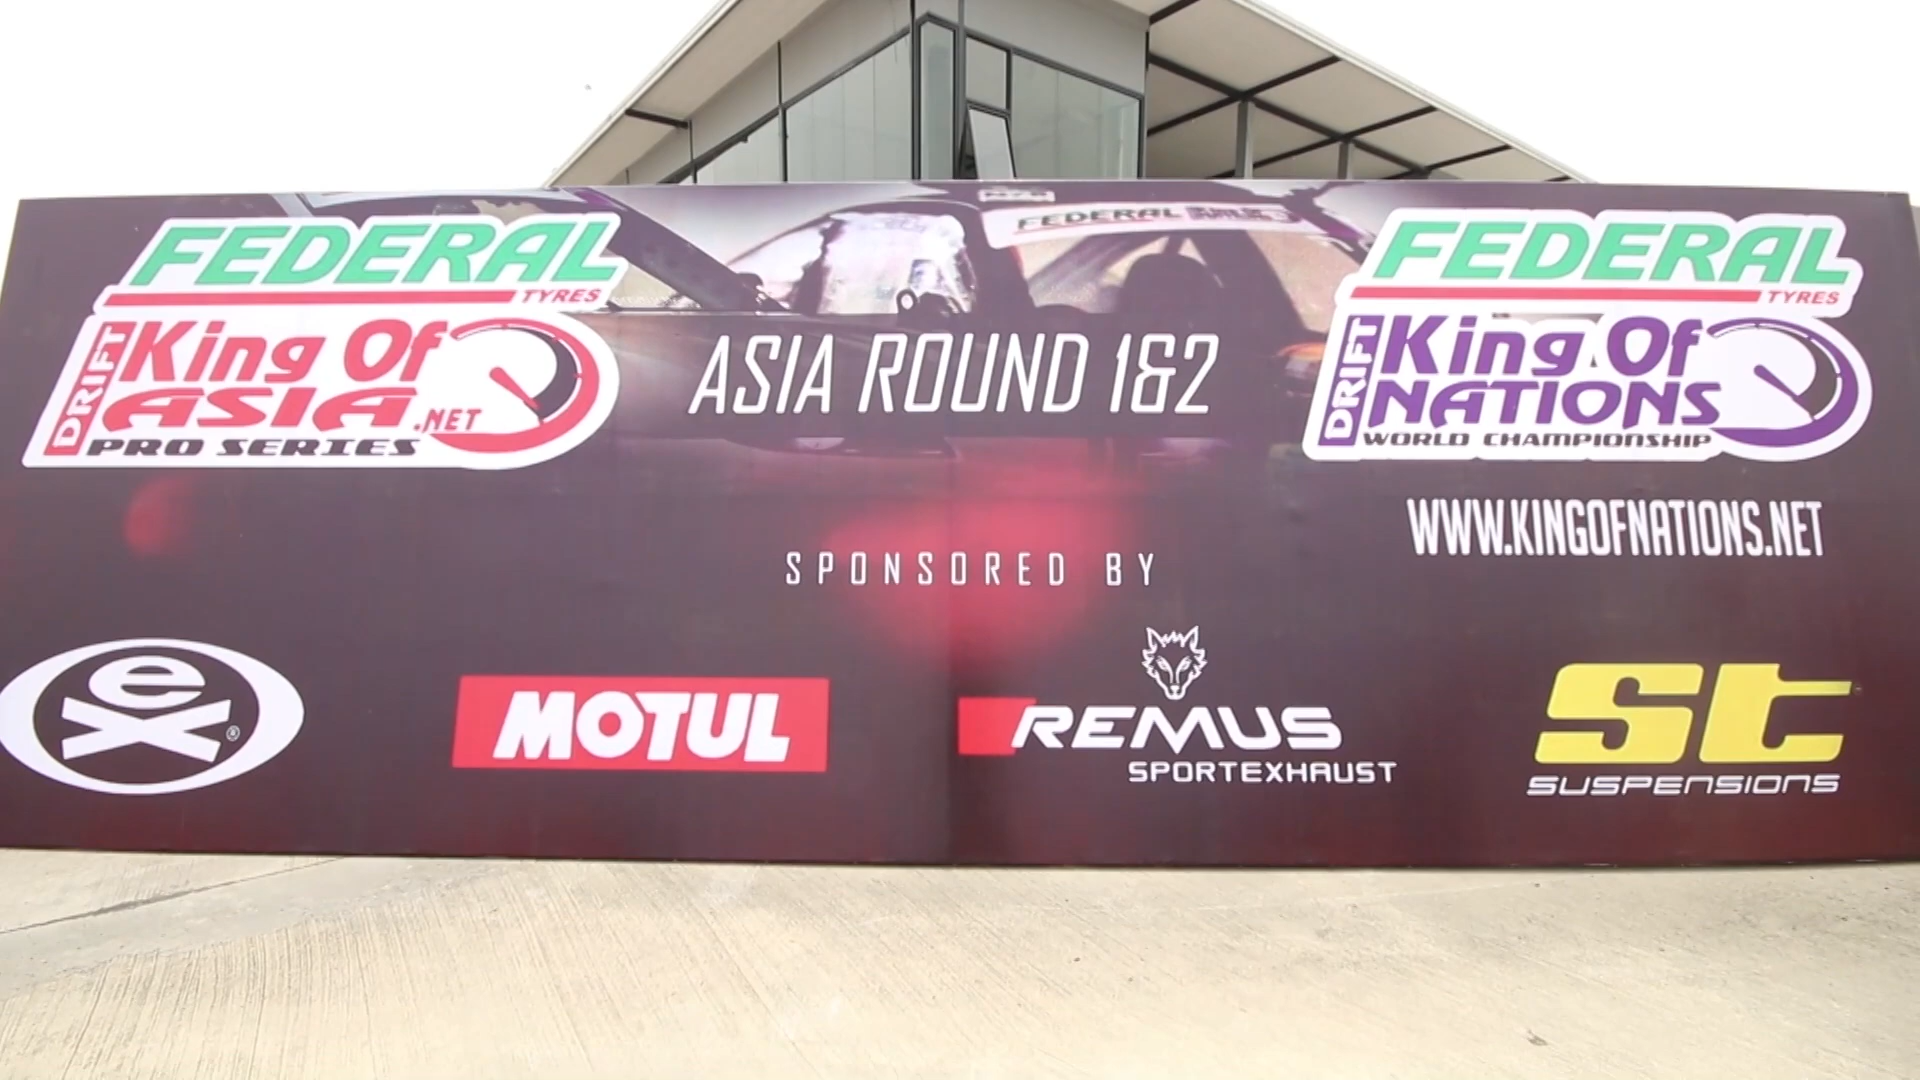 FEDERAL
TYRES
DRIFT
King Of
ASIA.NET
PRO SERIES
FEDERAL
ASIA ROUND 1&2
FEDERAL
TYRES
DRIFT
King Of
NATIONS
WORLD CHAMPIONSHIP
WWW.KINGOFNATIONS.NET
SPONSORED BY
ex®
MOTUL
REMUS
SPORTEXHAUST
st
SUSPENSIONS